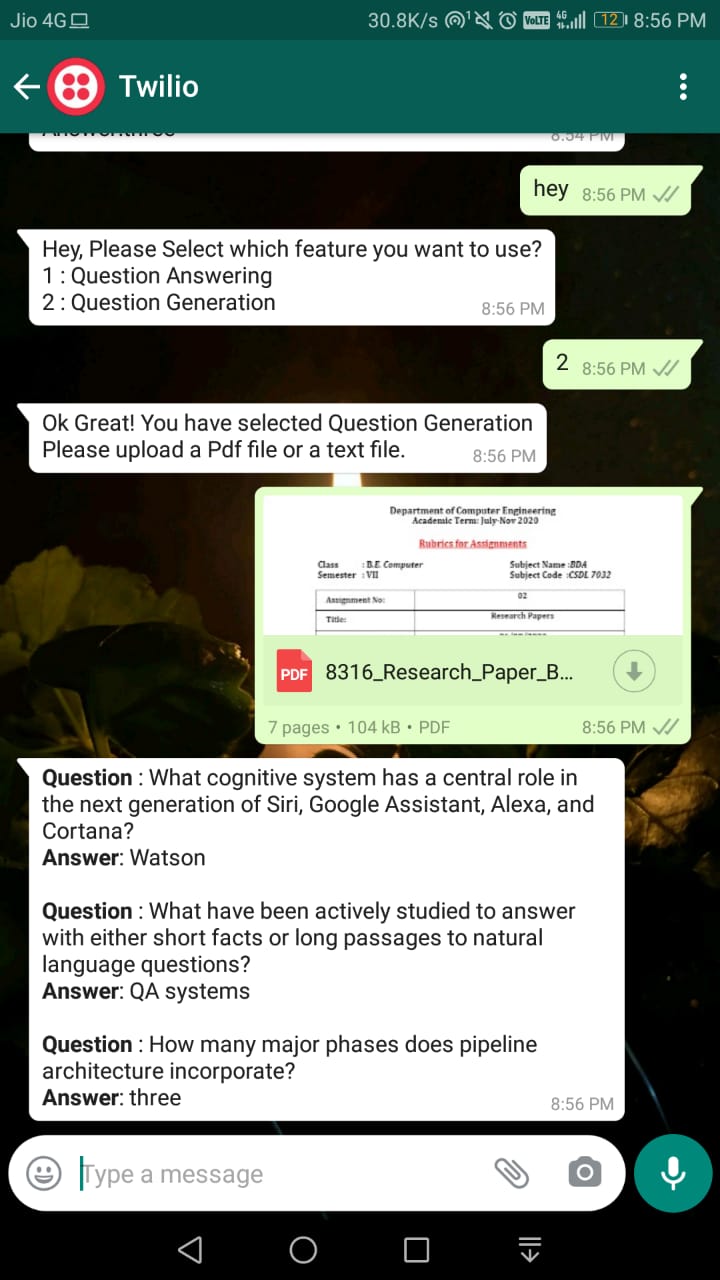 Jio 4G 30.8K/s 1 VoLTE 4G 12 8:56 PM
Twilio
8:54 PM
hey 8:56 PM
Hey, Please Select which feature you want to use?
1 : Question Answering
2 : Question Generation
8:56 PM
2 8:56 PM
Ok Great! You have selected Question Generation
Please upload a Pdf file or a text file.
8:56 PM
Department of Computer Engineering
Academic Term: July-Nov 2020
Rubrics for Assignments
Class : B.E. Computer Subject Name :BDA
Semester : VII Subject Code :CSDL 7032
Assignment No: 02
Title: Research Papers
PDF 8316_Research_Paper_B...
7 pages • 104 kB • PDF 8:56 PM
Question : What cognitive system has a central role in
the next generation of Siri, Google Assistant, Alexa, and
Cortana?
Answer: Watson
Question : What have been actively studied to answer
with either short facts or long passages to natural
language questions?
Answer: QA systems
Question : How many major phases does pipeline
architecture incorporate?
Answer: three
8:56 PM
Type a message